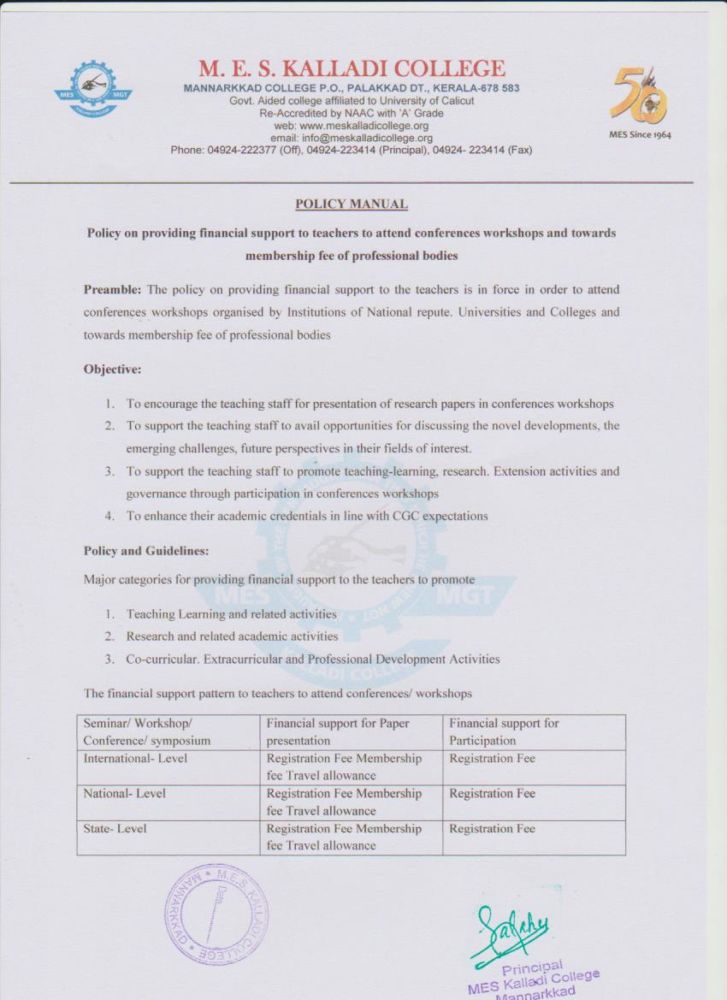 M. E. S. KALLADI COLLEGE
MANNARKKAD COLLEGE P.O., PALAKKAD DT., KERALA-678 583
Govt. Aided college affiliated to University of Calicut
Re-Accredited by NAAC with 'A' Grade
web: www.meskalladicollege.org
email: info@meskalladicollege.org
Phone: 04924-222377 (Off), 04924-223414 (Principal), 04924- 223414 (Fax)
MES MGT
50
MES Since 1964
POLICY MANUAL
Policy on providing financial support to teachers to attend conferences workshops and towards
membership fee of professional bodies
Preamble: The policy on providing financial support to the teachers is in force in order to attend
conferences workshops organised by Institutions of National repute. Universities and Colleges and
towards membership fee of professional bodies
Objective:
1. To encourage the teaching staff for presentation of research papers in conferences workshops
2. To support the teaching staff to avail opportunities for discussing the novel developments, the
emerging challenges, future perspectives in their fields of interest.
3. To support the teaching staff to promote teaching-learning, research. Extension activities and
governance through participation in conferences workshops
4. To enhance their academic credentials in line with CGC expectations
Policy and Guidelines:
Major categories for providing financial support to the teachers to promote
MES MGT
1. Teaching Learning and related activities
2. Research and related academic activities
3. Co-curricular. Extracurricular and Professional Development Activities
KALLADI COLLEGE
The financial support pattern to teachers to attend conferences/ workshops
Seminar/ Workshop/ Financial support for Paper Financial support for
Conference/ symposium presentation Participation
International- Level Registration Fee Membership Registration Fee
fee Travel allowance
National- Level Registration Fee Membership Registration Fee
fee Travel allowance
State- Level Registration Fee Membership Registration Fee
fee Travel allowance
M.E.S. KALLADI COLLEGE * MANNARKKAD *
Date
Principal
MES Kalladi College
Mannarkkad